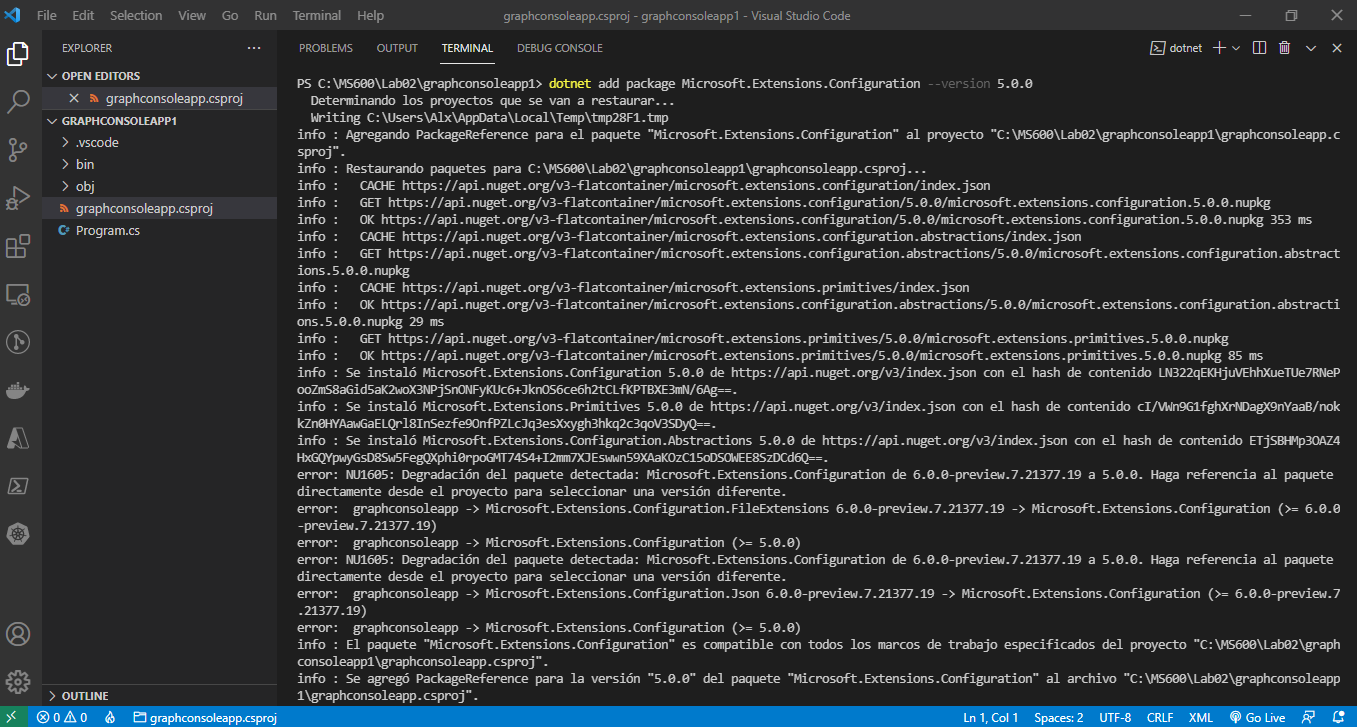 File Edit Selection View Go Run Terminal Help
graphconsoleapp.csproj - graphconsoleapp1 - Visual Studio Code
EXPLORER
OPEN EDITORS
graphconsoleapp.csproj
GRAPHCONSOLEAPP1
.vscode
bin
obj
graphconsoleapp.csproj
Program.cs
OUTLINE
PROBLEMS OUTPUT TERMINAL DEBUG CONSOLE
dotnet
PS C:\MS600\Lab02\graphconsoleapp1> dotnet add package Microsoft.Extensions.Configuration --version 5.0.0
Determinando los proyectos que se van a restaurar...
Writing C:\Users\Alx\AppData\Local\Temp\tmp28F1.tmp
info : Agregando PackageReference para el paquete "Microsoft.Extensions.Configuration" al proyecto "C:\MS600\Lab02\graphconsoleapp1\graphconsoleapp.c
sproj".
info : Restaurando paquetes para C:\MS600\Lab02\graphconsoleapp1\graphconsoleapp.csproj...
info :   CACHE https://api.nuget.org/v3-flatcontainer/microsoft.extensions.configuration/index.json
info :   GET https://api.nuget.org/v3-flatcontainer/microsoft.extensions.configuration/5.0.0/microsoft.extensions.configuration.5.0.0.nupkg
info :   OK https://api.nuget.org/v3-flatcontainer/microsoft.extensions.configuration/5.0.0/microsoft.extensions.configuration.5.0.0.nupkg 353 ms
info :   CACHE https://api.nuget.org/v3-flatcontainer/microsoft.extensions.configuration.abstractions/index.json
info :   GET https://api.nuget.org/v3-flatcontainer/microsoft.extensions.configuration.abstractions/5.0.0/microsoft.extensions.configuration.abstract
ions.5.0.0.nupkg
info :   CACHE https://api.nuget.org/v3-flatcontainer/microsoft.extensions.primitives/index.json
info :   OK https://api.nuget.org/v3-flatcontainer/microsoft.extensions.configuration.abstractions/5.0.0/microsoft.extensions.configuration.abstracti
ons.5.0.0.nupkg 29 ms
info :   GET https://api.nuget.org/v3-flatcontainer/microsoft.extensions.primitives/5.0.0/microsoft.extensions.primitives.5.0.0.nupkg
info :   OK https://api.nuget.org/v3-flatcontainer/microsoft.extensions.primitives/5.0.0/microsoft.extensions.primitives.5.0.0.nupkg 85 ms
info : Se instaló Microsoft.Extensions.Configuration 5.0.0 de https://api.nuget.org/v3/index.json con el hash de contenido LN322qEKHjuVEhhXueTUe7RNeP
ooZmS8aGid5aK2woX3NPjSnONFyKUc6+JknOS6ce6h2tCLfKPTBXE3mN/6Ag==.
info : Se instaló Microsoft.Extensions.Primitives 5.0.0 de https://api.nuget.org/v3/index.json con el hash de contenido cI/VWn9G1fghXrNDagX9nYaaB/nok
kZn0HYAawGaELQrl8InSezfe9OnfPZLcJq3esXxygh3hkq2c3qoV3SDyQ==.
info : Se instaló Microsoft.Extensions.Configuration.Abstractions 5.0.0 de https://api.nuget.org/v3/index.json con el hash de contenido ETjSBHMp3OAZ4
HxGQYpwyGsD8Sw5FegQXphi0rpoGMT74S4+I2mm7XJEswwn59XAaKOzC15oDSOWEE8SzDCd6Q==.
error: NU1605: Degradación del paquete detectada: Microsoft.Extensions.Configuration de 6.0.0-preview.7.21377.19 a 5.0.0. Haga referencia al paquete
directamente desde el proyecto para seleccionar una versión diferente.
error:  graphconsoleapp -> Microsoft.Extensions.Configuration.FileExtensions 6.0.0-preview.7.21377.19 -> Microsoft.Extensions.Configuration (>= 6.0.0
-preview.7.21377.19)
error:  graphconsoleapp -> Microsoft.Extensions.Configuration (>= 5.0.0)
error: NU1605: Degradación del paquete detectada: Microsoft.Extensions.Configuration de 6.0.0-preview.7.21377.19 a 5.0.0. Haga referencia al paquete
directamente desde el proyecto para seleccionar una versión diferente.
error:  graphconsoleapp -> Microsoft.Extensions.Configuration.Json 6.0.0-preview.7.21377.19 -> Microsoft.Extensions.Configuration (>= 6.0.0-preview.7
.21377.19)
error:  graphconsoleapp -> Microsoft.Extensions.Configuration (>= 5.0.0)
info : El paquete "Microsoft.Extensions.Configuration" es compatible con todos los marcos de trabajo especificados del proyecto "C:\MS600\Lab02\graph
consoleapp1\graphconsoleapp.csproj".
info : Se agregó PackageReference para la versión "5.0.0" del paquete "Microsoft.Extensions.Configuration" al archivo "C:\MS600\Lab02\graphconsoleapp
1\graphconsoleapp.csproj".
0 0 graphconsoleapp.csproj
Ln 1, Col 1 Spaces: 2 UTF-8 CRLF XML Go Live